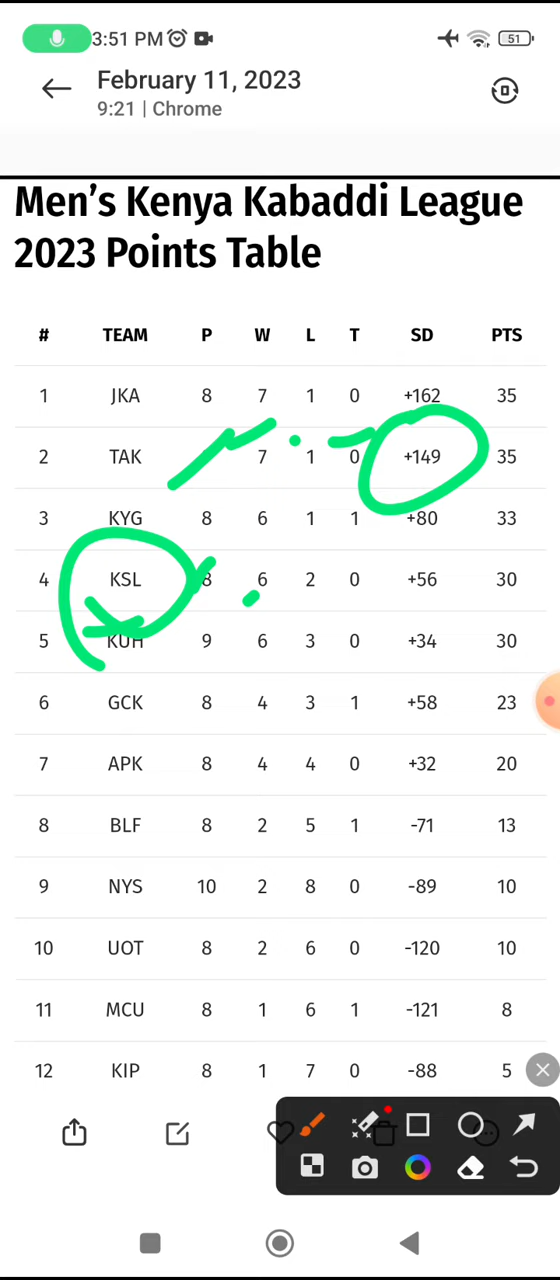 3:51 PM 51
February 11, 2023
9:21 | Chrome
Men’s Kenya Kabaddi League
2023 Points Table
# TEAM P W L T SD PTS
1 JKA 8 7 1 0 +162 35
2 TAK 7 1 0 +149 35
3 KYG 8 6 1 1 +80 33
4 KSL 8 6 2 0 +56 30
5 KUH 9 6 3 0 +34 30
6 GCK 8 4 3 1 +58 23
7 APK 8 4 4 0 +32 20
8 BLF 8 2 5 1 -71 13
9 NYS 10 2 8 0 -89 10
10 UOT 8 2 6 0 -120 10
11 MCU 8 1 6 1 -121 8
12 KIP 8 1 7 0 -88 5